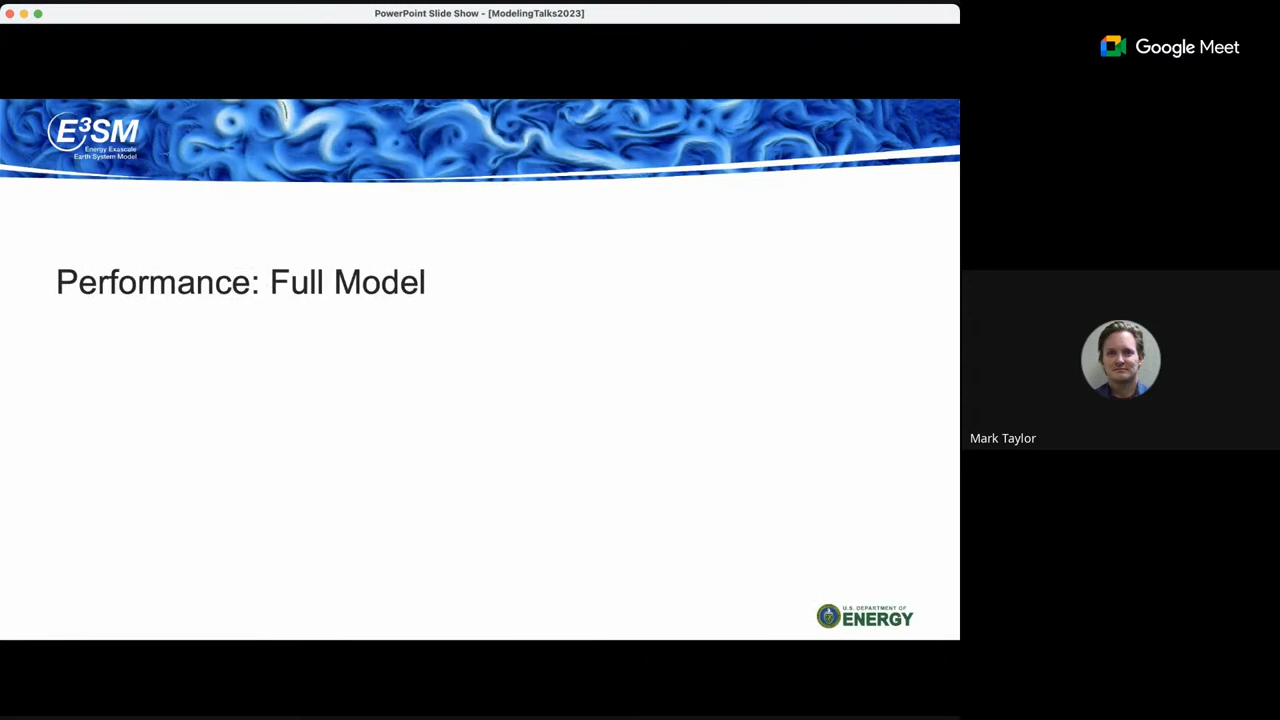 PowerPoint Slide Show - [ModelingTalks2023]
Google Meet
E³SM
Energy Exascale
Earth System Model
Performance: Full Model
Mark Taylor
U.S. DEPARTMENT OF
ENERGY